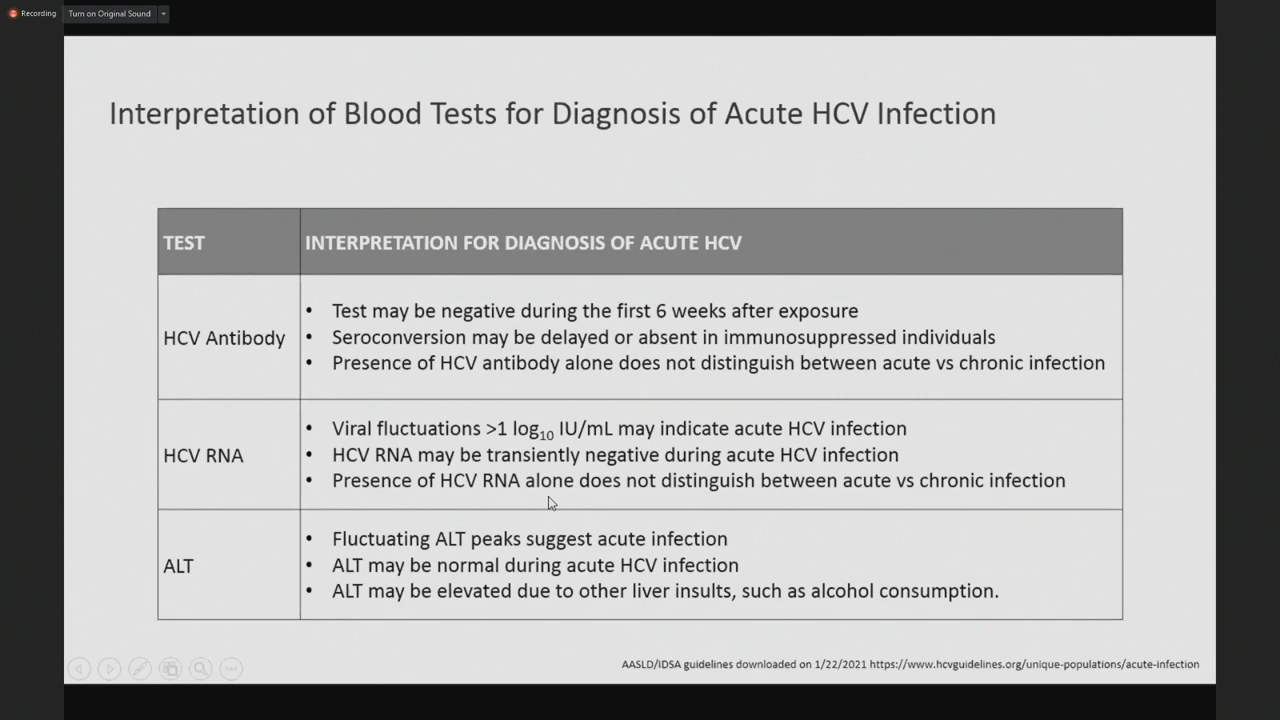 Recording
Turn on Original Sound
Interpretation of Blood Tests for Diagnosis of Acute HCV Infection
TEST
INTERPRETATION FOR DIAGNOSIS OF ACUTE HCV
HCV Antibody
• Test may be negative during the first 6 weeks after exposure
• Seroconversion may be delayed or absent in immunosuppressed individuals
• Presence of HCV antibody alone does not distinguish between acute vs chronic infection
HCV RNA
• Viral fluctuations >1 log₁₀ IU/mL may indicate acute HCV infection
• HCV RNA may be transiently negative during acute HCV infection
• Presence of HCV RNA alone does not distinguish between acute vs chronic infection
ALT
• Fluctuating ALT peaks suggest acute infection
• ALT may be normal during acute HCV infection
• ALT may be elevated due to other liver insults, such as alcohol consumption.
AASLD/IDSA guidelines downloaded on 1/22/2021 https://www.hcvguidelines.org/unique-populations/acute-infection